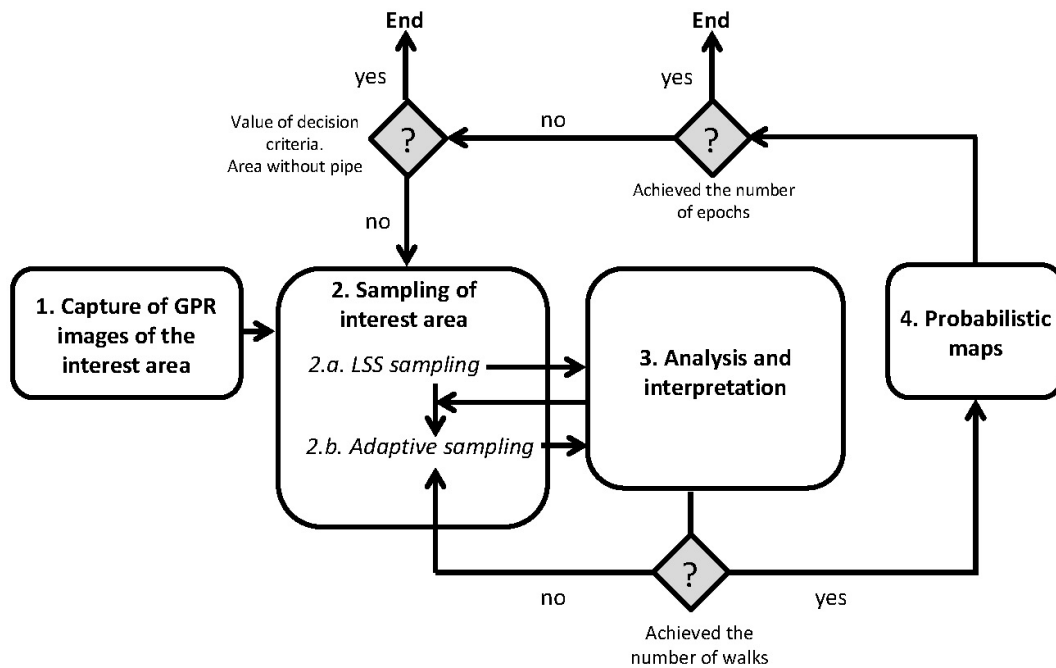 End
End
yes
yes
Value of decision
criteria.
Area without pipe
?
no
?
Achieved the number
of epochs
no
1. Capture of GPR
images of the
interest area
2. Sampling of
interest area
2.a. LSS sampling
2.b. Adaptive sampling
3. Analysis and
interpretation
4. Probabilistic
maps
?
no
yes
Achieved the
number of walks